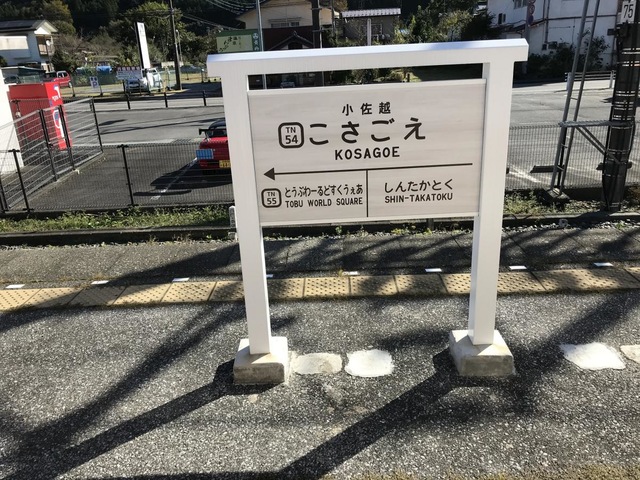 小佐越
TN
54
こさごえ
KOSAGOE
TN
55
とうぶわーるどすくうぇあ
TOBU WORLD SQUARE
しんたかとく
SHIN-TAKATOKU
75